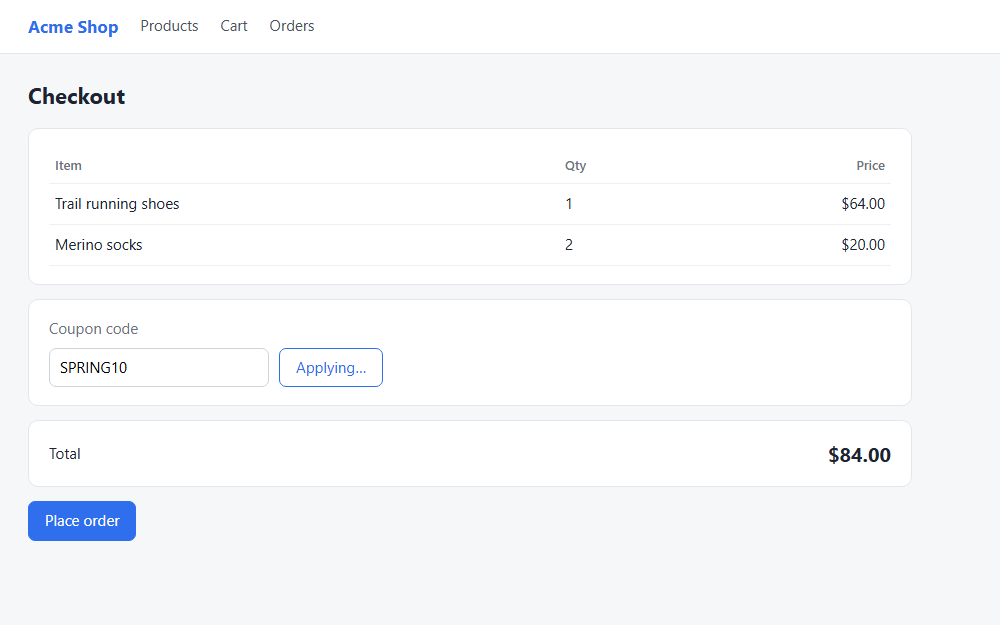 Acme Shop Products Cart Orders
Checkout
Item Qty Price
Trail running shoes 1 $64.00
Merino socks 2 $20.00
Coupon code
SPRING10 Applying...
Total $84.00
Place order